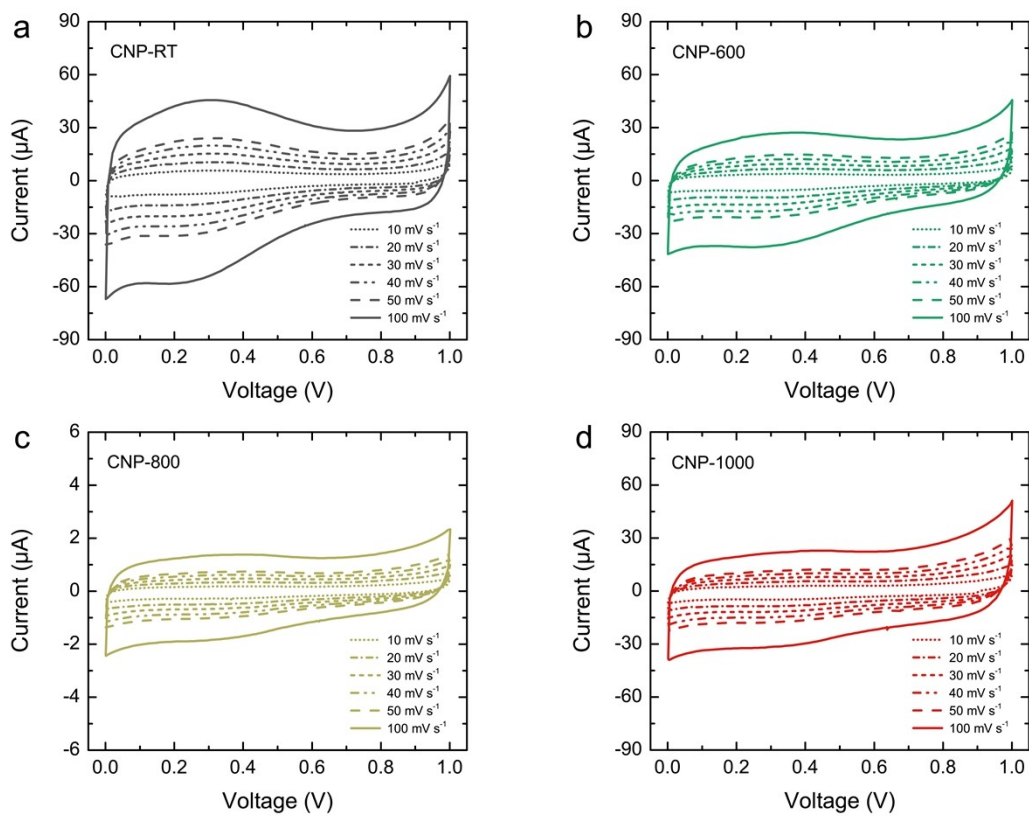 a
CNP-RT
Current (µA)
90
60
30
0
-30
-60
-90
10 mV s⁻¹
20 mV s⁻¹
30 mV s⁻¹
40 mV s⁻¹
50 mV s⁻¹
100 mV s⁻¹
0.0 0.2 0.4 0.6 0.8 1.0
Voltage (V)
b
CNP-600
Current (µA)
90
60
30
0
-30
-60
-90
10 mV s⁻¹
20 mV s⁻¹
30 mV s⁻¹
40 mV s⁻¹
50 mV s⁻¹
100 mV s⁻¹
0.0 0.2 0.4 0.6 0.8 1.0
Voltage (V)
c
CNP-800
Current (µA)
6
4
2
0
-2
-4
-6
10 mV s⁻¹
20 mV s⁻¹
30 mV s⁻¹
40 mV s⁻¹
50 mV s⁻¹
100 mV s⁻¹
0.0 0.2 0.4 0.6 0.8 1.0
Voltage (V)
d
CNP-1000
Current (µA)
90
60
30
0
-30
-60
-90
10 mV s⁻¹
20 mV s⁻¹
30 mV s⁻¹
40 mV s⁻¹
50 mV s⁻¹
100 mV s⁻¹
0.0 0.2 0.4 0.6 0.8 1.0
Voltage (V)